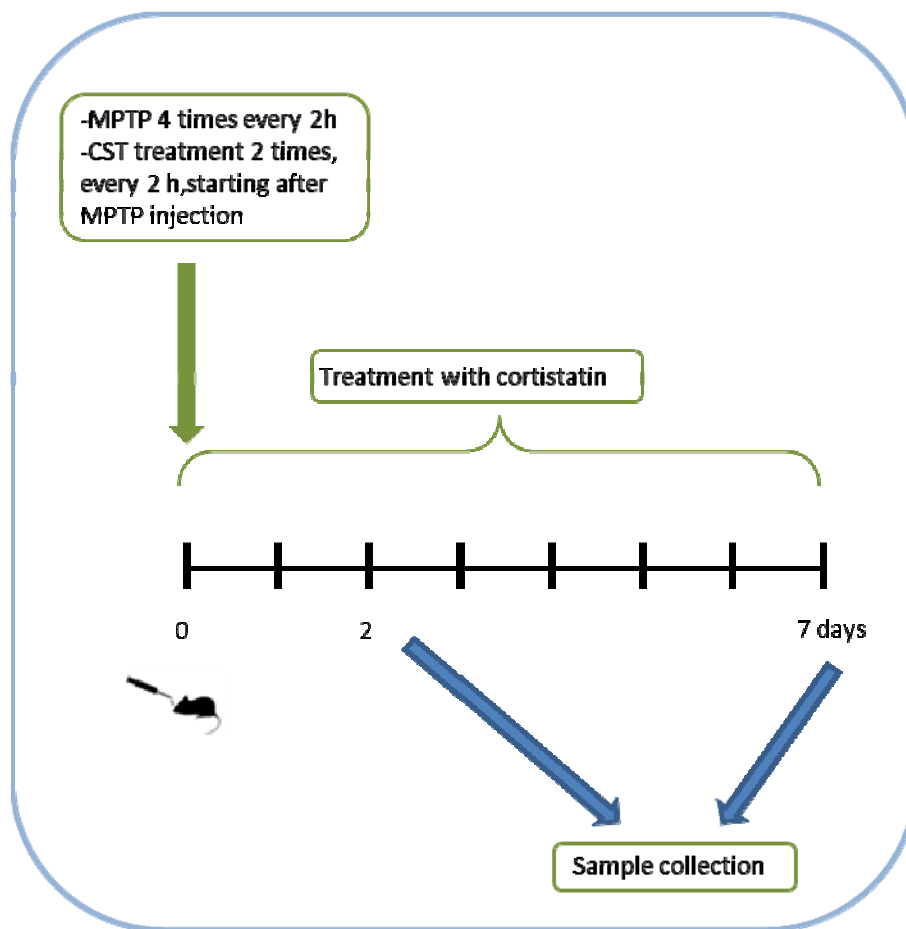 -MPTP 4 times every 2h
-CST treatment 2 times,
every 2 h,starting after
MPTP injection
Treatment with cortistatin
0
2
7 days
Sample collection